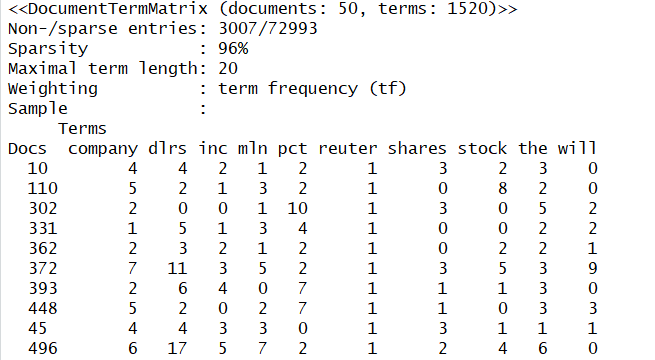 <<DocumentTermMatrix (documents: 50, terms: 1520)>>
Non-/sparse entries: 3007/72993
Sparsity           : 96%
Maximal term length: 20
Weighting          : term frequency (tf)
Sample             :
     Terms
Docs  company dlrs inc mln pct reuter shares stock the will
  10        4    4   2   1   2      1      3     2   3    0
  110       5    2   1   3   2      1      0     8   2    0
  302       2    0   0   1  10      1      3     0   5    2
  331       1    5   1   3   4      1      0     0   2    2
  362       2    3   2   1   2      1      0     2   2    1
  372       7   11   3   5   2      1      3     5   3    9
  393       2    6   4   0   7      1      1     1   3    0
  448       5    2   0   2   7      1      1     0   3    3
  45        4    4   3   3   0      1      3     1   1    1
  496       6   17   5   7   2      1      2     4   6    0